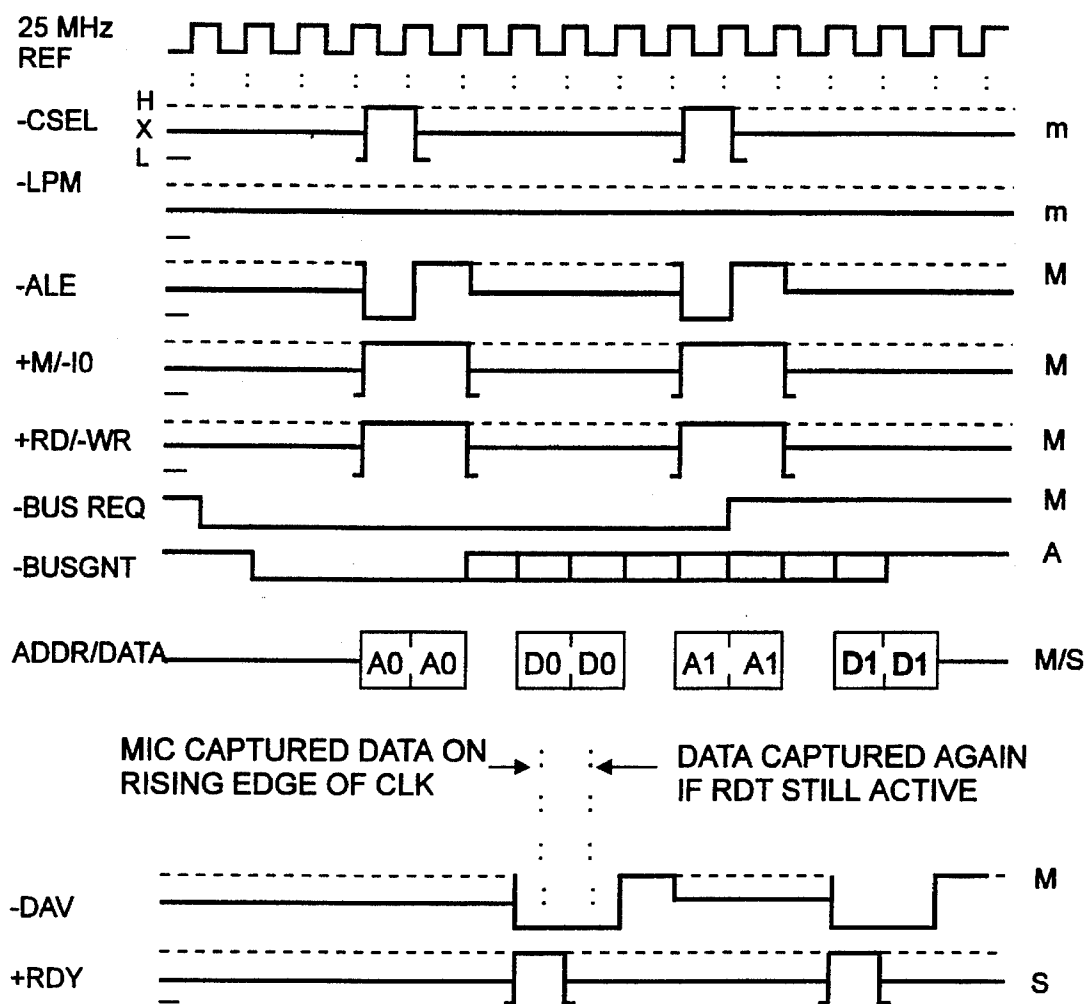 25 MHz
REF
H
-CSEL X m
L
-LPM m
-ALE M
+M/-I0 M
+RD/-WR M
-BUS REQ M
-BUSGNT A
ADDR/DATA A0 A0 D0 D0 A1 A1 D1 D1 M/S
MIC CAPTURED DATA ON
RISING EDGE OF CLK
DATA CAPTURED AGAIN
IF RDT STILL ACTIVE
-DAV M
+RDY S